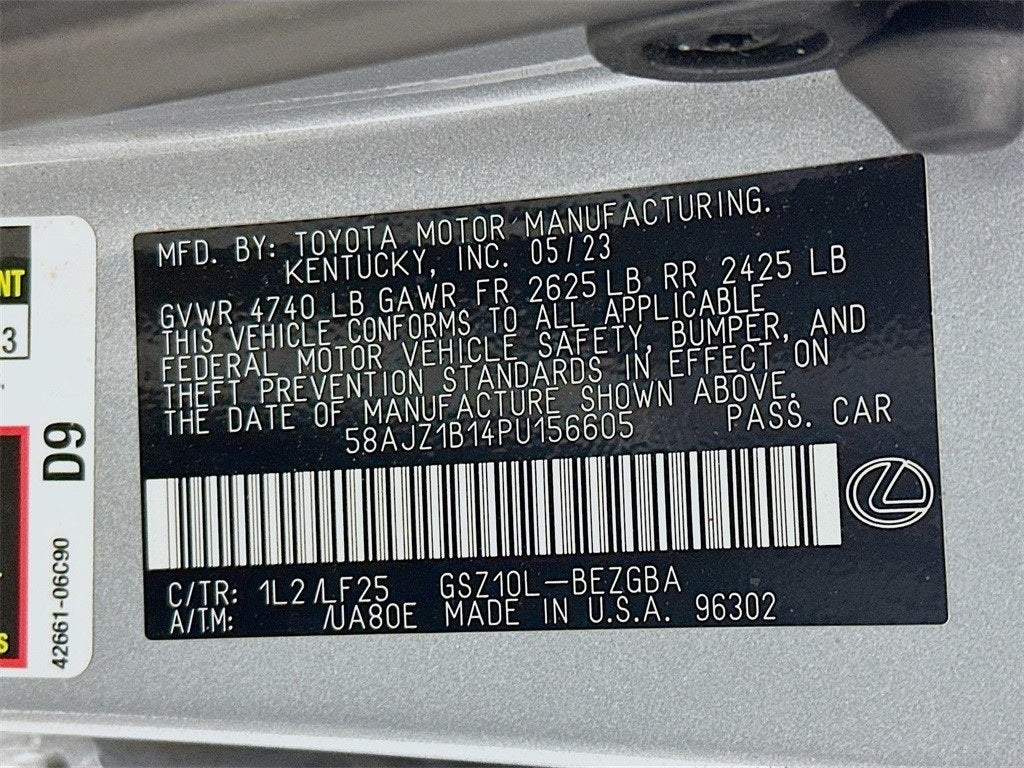 MFD. BY: TOYOTA MOTOR MANUFACTURING.
KENTUCKY, INC. 05/23
GVWR 4740 LB GAWR FR 2625 LB RR 2425 LB
THIS VEHICLE CONFORMS TO ALL APPLICABLE
FEDERAL MOTOR VEHICLE SAFETY, BUMPER, AND
THEFT PREVENTION STANDARDS IN EFFECT ON
THE DATE OF MANUFACTURE SHOWN ABOVE.
58AJZ1B14PU156605 PASS. CAR
C/TR: 1L2/LF25 GSZ10L-BEZGBA
A/TM: /UA80E MADE IN U.S.A. 96302
3
D9
42661-06C90